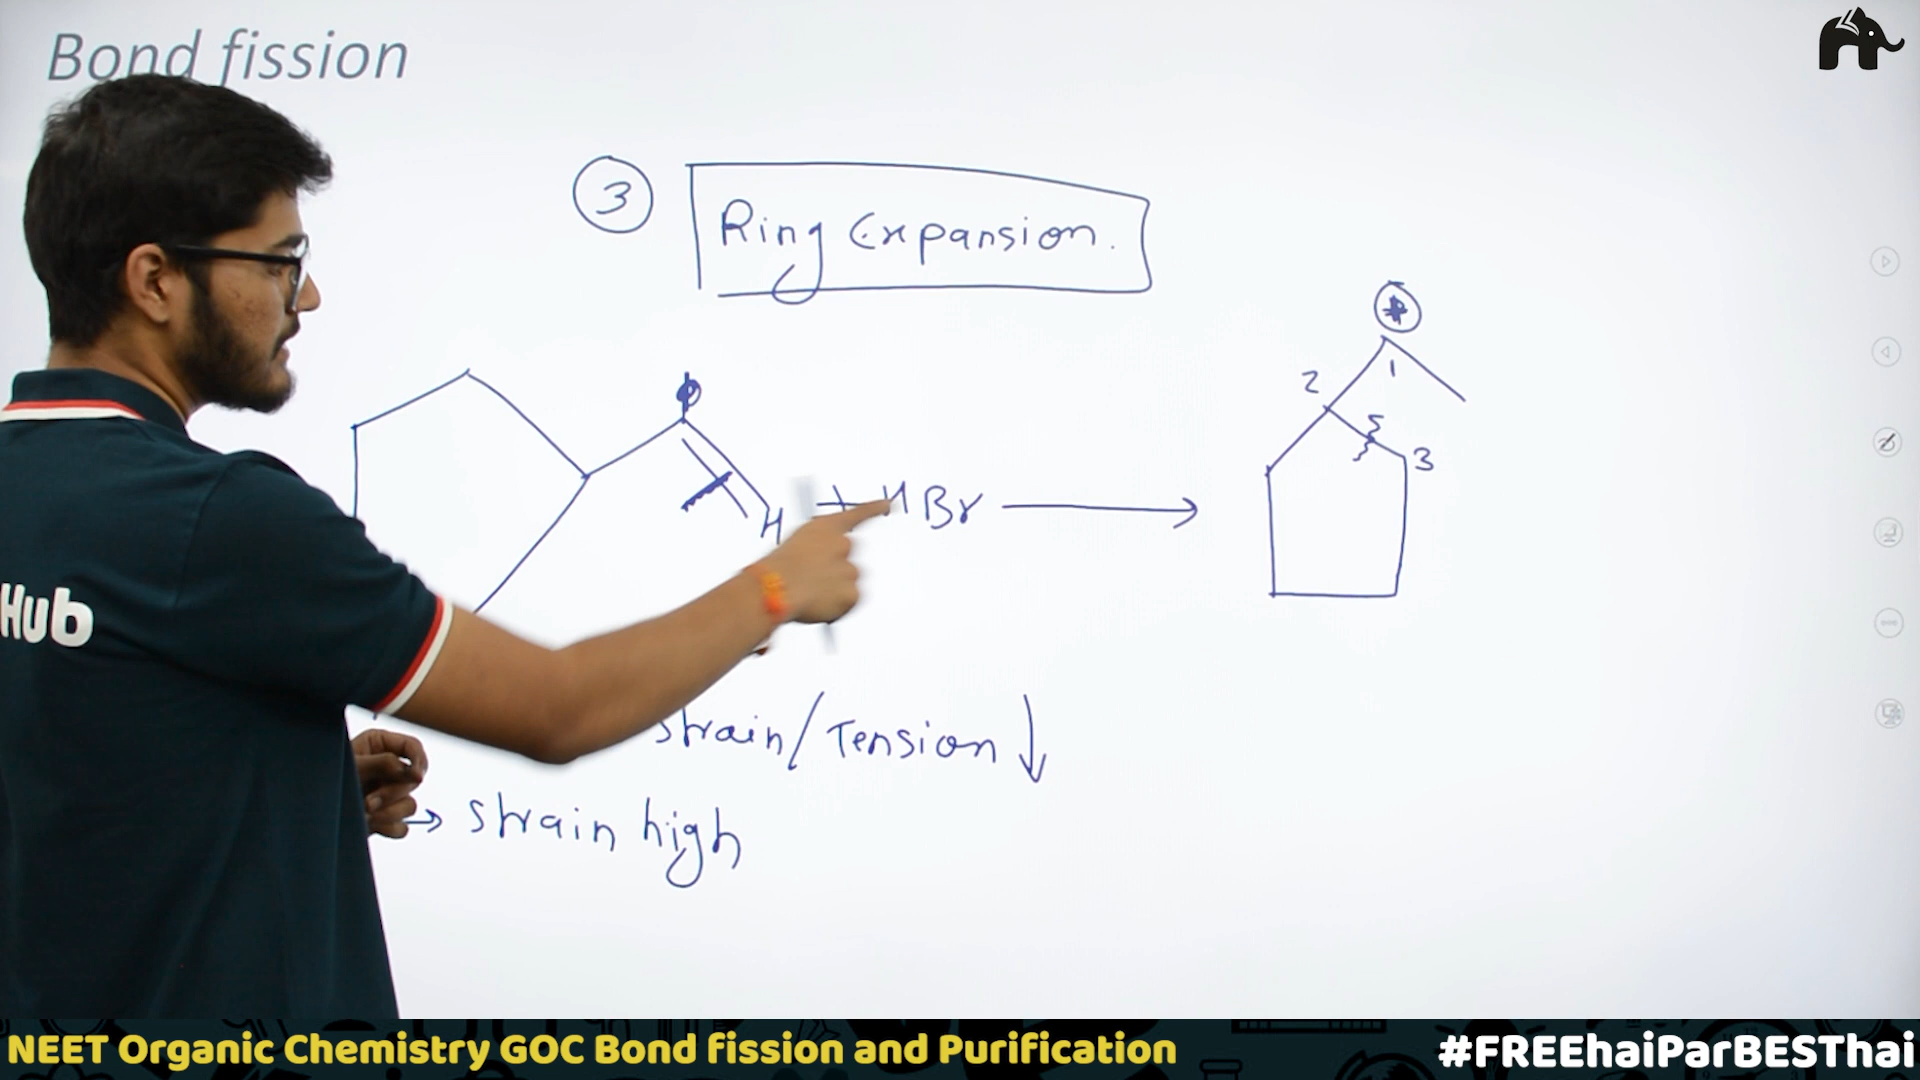 Bond fission
3
Ring Expansion.
1
2
3
H
+ HBr
Hub
strain/Tension ↓
→ strain high
NEET Organic Chemistry GOC Bond fission and Purification
#FREEhaiParBESThai